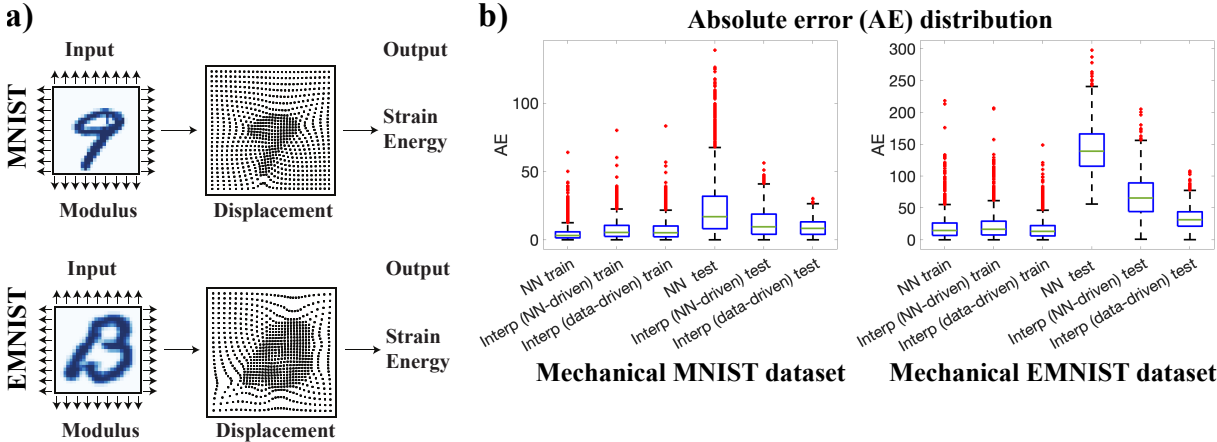 a)
Input
Output
MNIST
Strain
Energy
Modulus
Displacement
Input
Output
EMNIST
Strain
Energy
Modulus
Displacement
b)
Absolute error (AE) distribution
AE
100
50
0
NN train
Interp (NN-driven) train
Interp (data-driven) train
NN test
Interp (NN-driven) test
Interp (data-driven) test
Mechanical MNIST dataset
AE
300
250
200
150
100
50
0
NN train
Interp (NN-driven) train
Interp (data-driven) train
NN test
Interp (NN-driven) test
Interp (data-driven) test
Mechanical EMNIST dataset